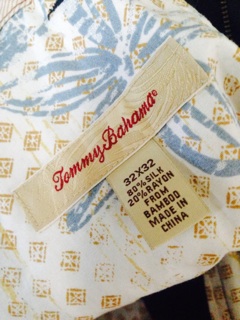 Tommy Bahama®
32X32
80% SILK
20% RAYON
FROM
BAMBOO
MADE IN
CHINA